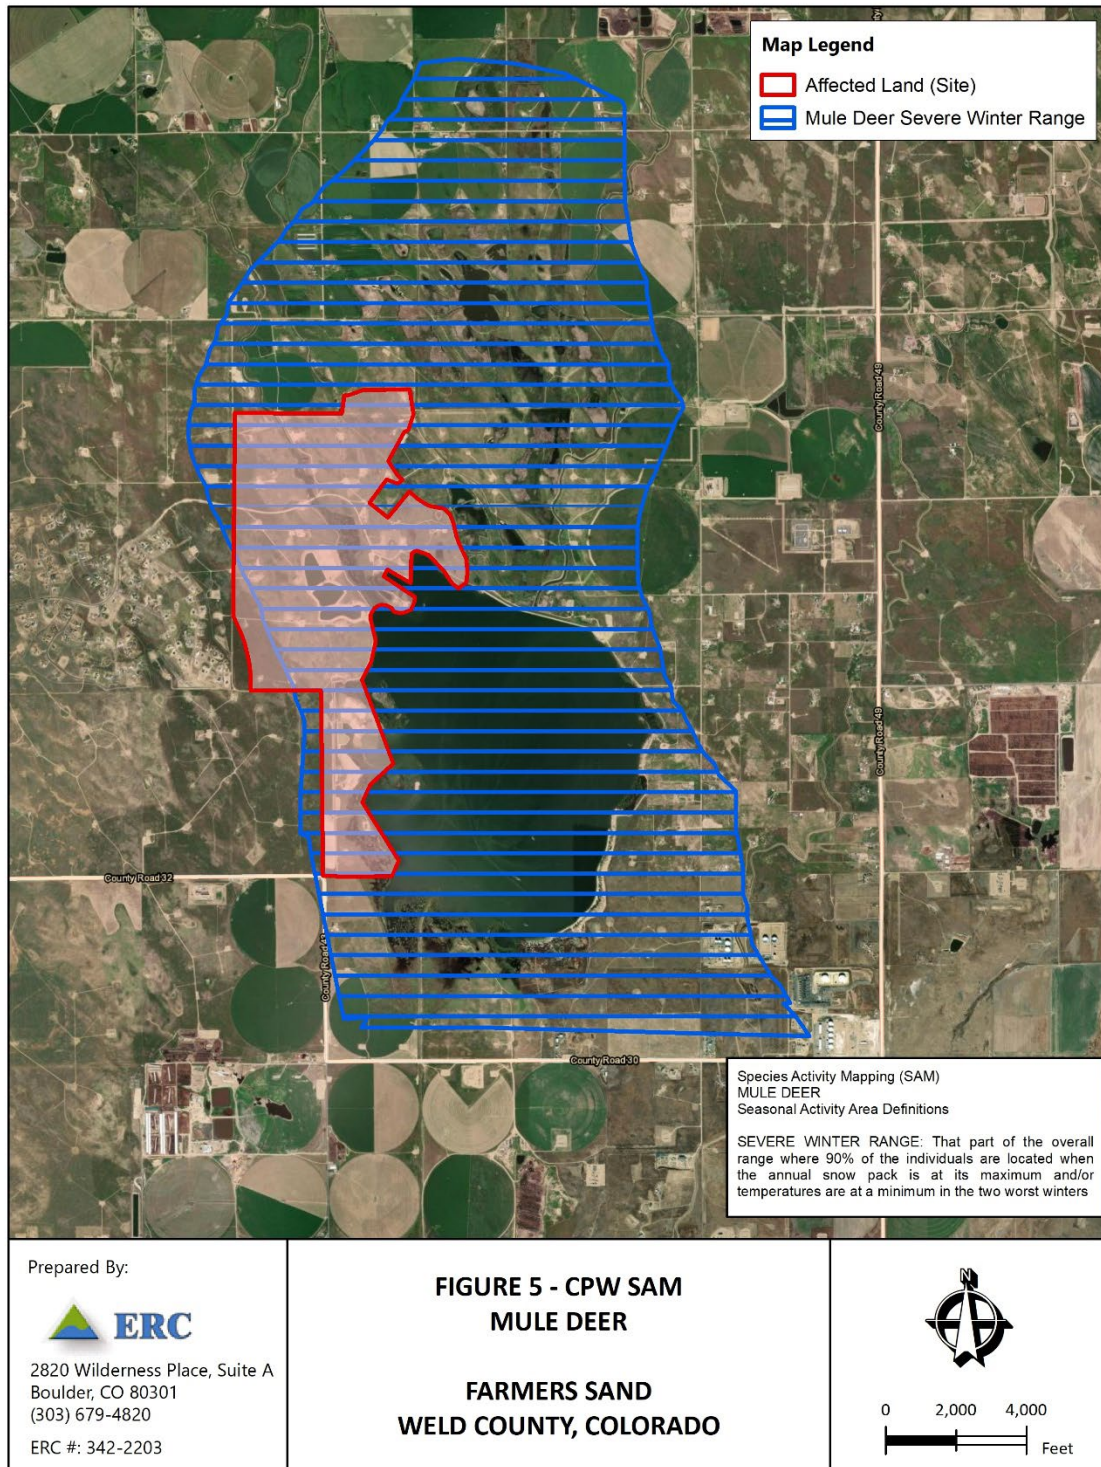 Map Legend
Affected Land (Site)
Mule Deer Severe Winter Range
County Road 49
County Road 49
County Road 32
County Road 30
Species Activity Mapping (SAM)
MULE DEER
Seasonal Activity Area Definitions
SEVERE WINTER RANGE: That part of the overall
range where 90% of the individuals are located when
the annual snow pack is at its maximum and/or
temperatures are at a minimum in the two worst winters
Prepared By:
ERC
2820 Wilderness Place, Suite A
Boulder, CO 80301
(303) 679-4820
ERC #: 342-2203
FIGURE 5 - CPW SAM
MULE DEER
FARMERS SAND
WELD COUNTY, COLORADO
N
0 2,000 4,000
Feet